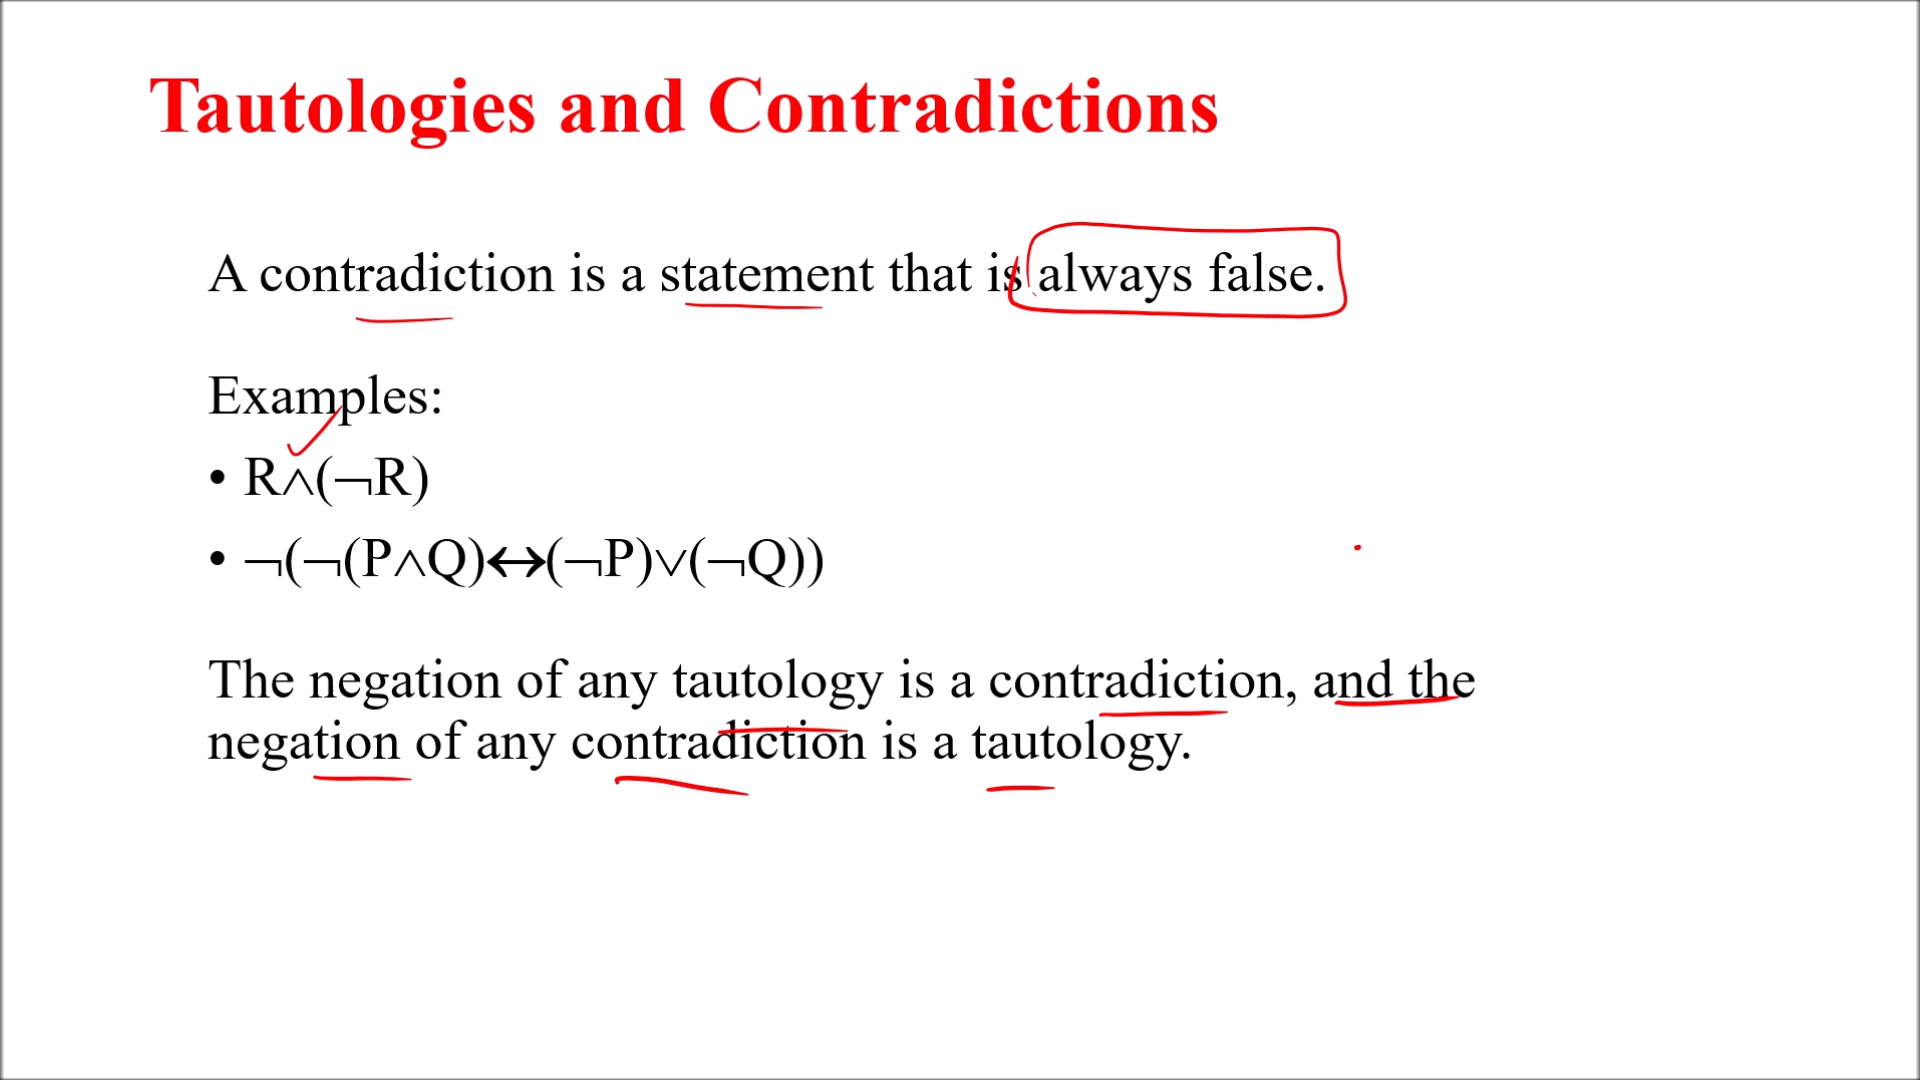 Tautologies and Contradictions
A contradiction is a statement that is always false.
Examples:
• R∧(¬R)
• ¬(¬(P∧Q)↔(¬P)∨(¬Q))
The negation of any tautology is a contradiction, and the
negation of any contradiction is a tautology.